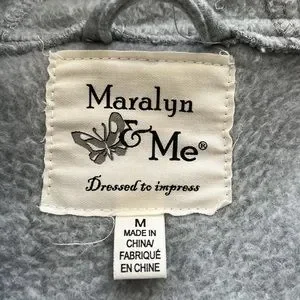 Maralyn
& Me®
Dressed to impress
M
MADE IN
CHINA/
FABRIQUÉ
EN CHINE